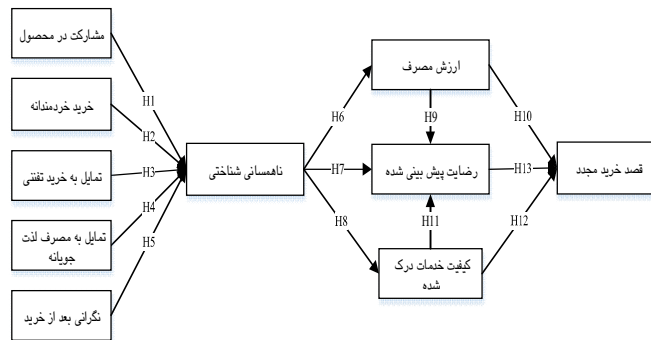 مشارکت در محصول
خرید خردمندانه
تمایل به خرید تفننی
تمایل به مصرف لذت
جویانه
نگرانی بعد از خرید
H1
H2
H3
H4
H5
ناهمسانی شناختی
H6
H7
H8
ارزش مصرف
H9
رضایت پیش بینی شده
H11
کیفیت خدمات درک
شده
H10
H13
H12
قصد خرید مجدد